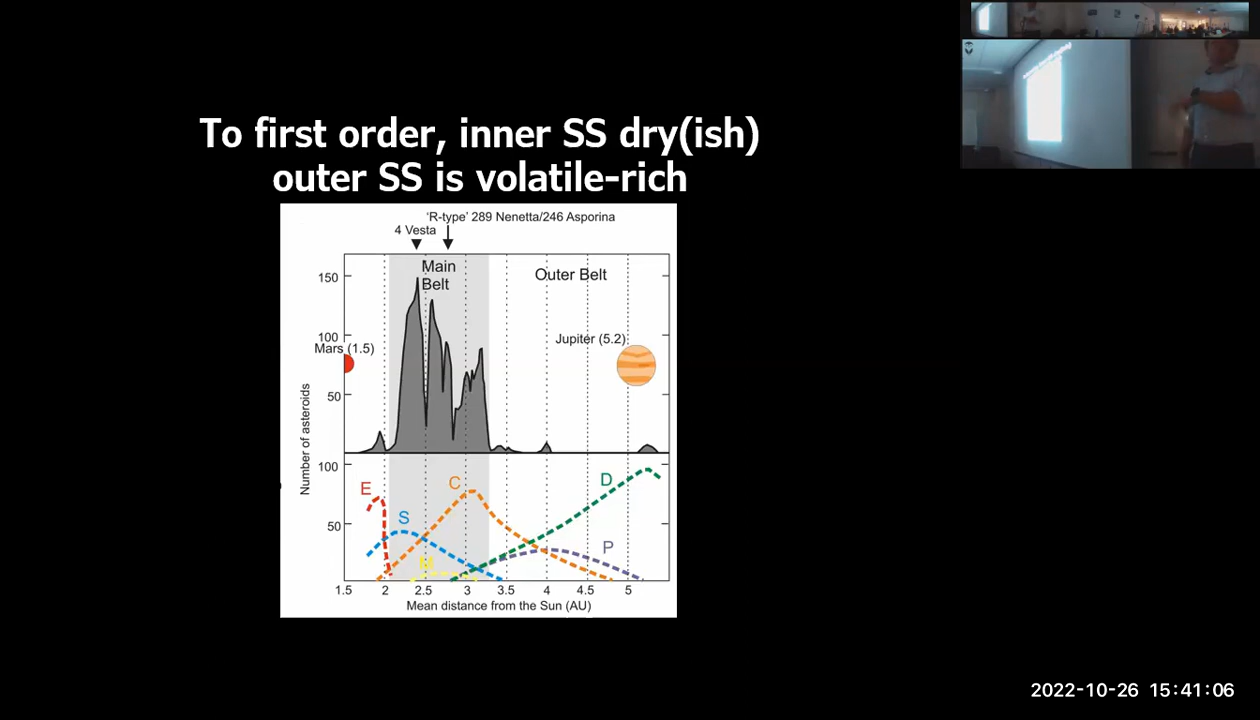 To first order, inner SS dry(ish)
outer SS is volatile-rich
‘R-type’ 289 Nenetta/246 Asporina
4 Vesta
Main
Belt
Outer Belt
150
100
Mars (1.5)
Jupiter (5.2)
50
Number of asteroids
100
50
E
S
C
M
D
P
1.5 2 2.5 3 3.5 4 4.5 5
Mean distance from the Sun (AU)
2022-10-26 15:41:06